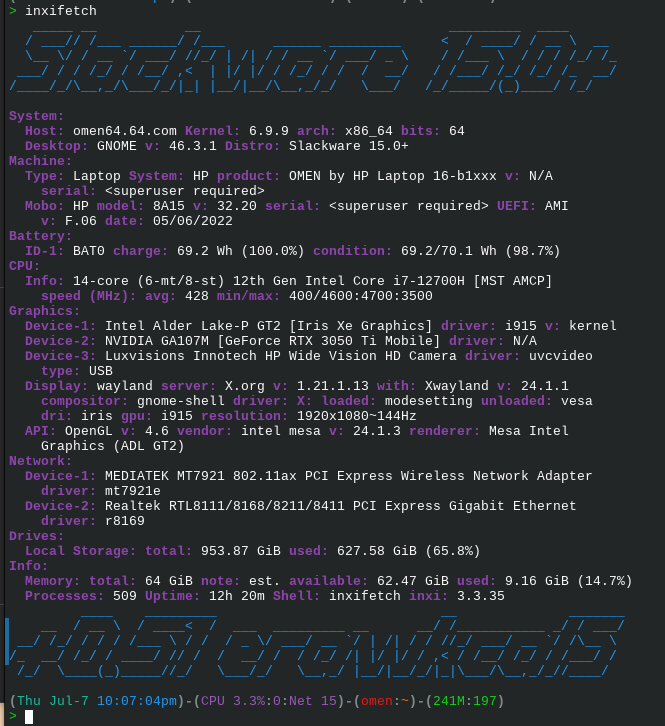 > inxifetch
Slackware 15.0+
System:
Host: omen64.64.com Kernel: 6.9.9 arch: x86_64 bits: 64
Desktop: GNOME v: 46.3.1 Distro: Slackware 15.0+
Machine:
Type: Laptop System: HP product: OMEN by HP Laptop 16-b1xxx v: N/A
serial: <superuser required>
Mobo: HP model: 8A15 v: 32.20 serial: <superuser required> UEFI: AMI
v: F.06 date: 05/06/2022
Battery:
ID-1: BAT0 charge: 69.2 Wh (100.0%) condition: 69.2/70.1 Wh (98.7%)
CPU:
Info: 14-core (6-mt/8-st) 12th Gen Intel Core i7-12700H [MST AMCP]
speed (MHz): avg: 428 min/max: 400/4600:4700:3500
Graphics:
Device-1: Intel Alder Lake-P GT2 [Iris Xe Graphics] driver: i915 v: kernel
Device-2: NVIDIA GA107M [GeForce RTX 3050 Ti Mobile] driver: N/A
Device-3: Luxvisions Innotech HP Wide Vision HD Camera driver: uvcvideo
type: USB
Display: wayland server: X.org v: 1.21.1.13 with: Xwayland v: 24.1.1
compositor: gnome-shell driver: X: loaded: modesetting unloaded: vesa
dri: iris gpu: i915 resolution: 1920x1080~144Hz
API: OpenGL v: 4.6 vendor: intel mesa v: 24.1.3 renderer: Mesa Intel
Graphics (ADL GT2)
Network:
Device-1: MEDIATEK MT7921 802.11ax PCI Express Wireless Network Adapter
driver: mt7921e
Device-2: Realtek RTL8111/8168/8211/8411 PCI Express Gigabit Ethernet
driver: r8169
Drives:
Local Storage: total: 953.87 GiB used: 627.58 GiB (65.8%)
Info:
Memory: total: 64 GiB note: est. available: 62.47 GiB used: 9.16 GiB (14.7%)
Processes: 509 Uptime: 12h 20m Shell: inxifetch inxi: 3.3.35
+0.51 erawkcalS
(Thu Jul-7 10:07:04pm)-(CPU 3.3%:0:Net 15)-(omen:~)-(241M:197)
>